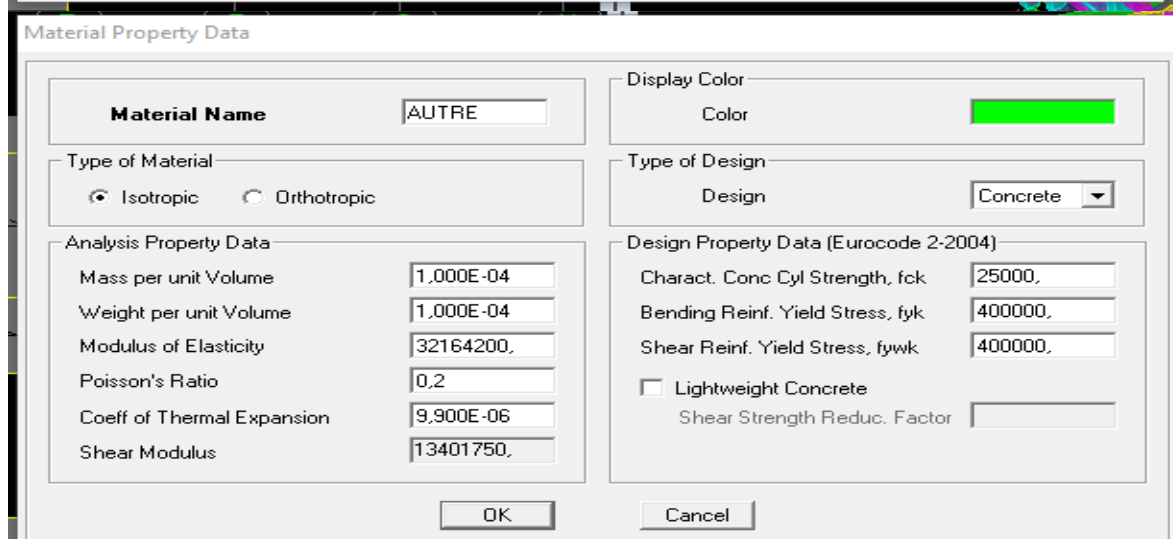 Material Property Data
Display Color
Material Name AUTRE
Color
Type of Material
Type of Design
Isotropic Orthotropic
Design Concrete
Analysis Property Data
Design Property Data (Eurocode 2-2004)
Mass per unit Volume 1,000E-04
Charact. Conc Cyl Strength, fck 25000,
Weight per unit Volume 1,000E-04
Bending Reinf. Yield Stress, fyk 400000,
Modulus of Elasticity 32164200,
Shear Reinf. Yield Stress, fywk 400000,
Poisson's Ratio 0,2
Lightweight Concrete
Coeff of Thermal Expansion 9,900E-06
Shear Strength Reduc. Factor
Shear Modulus 13401750,
OK Cancel